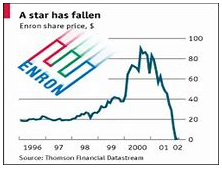 A star has fallen
Enron share price, $
ENRON
100
80
60
40
20
0
1996 97 98 99 2000 01 02
Source: Thomson Financial Datastream